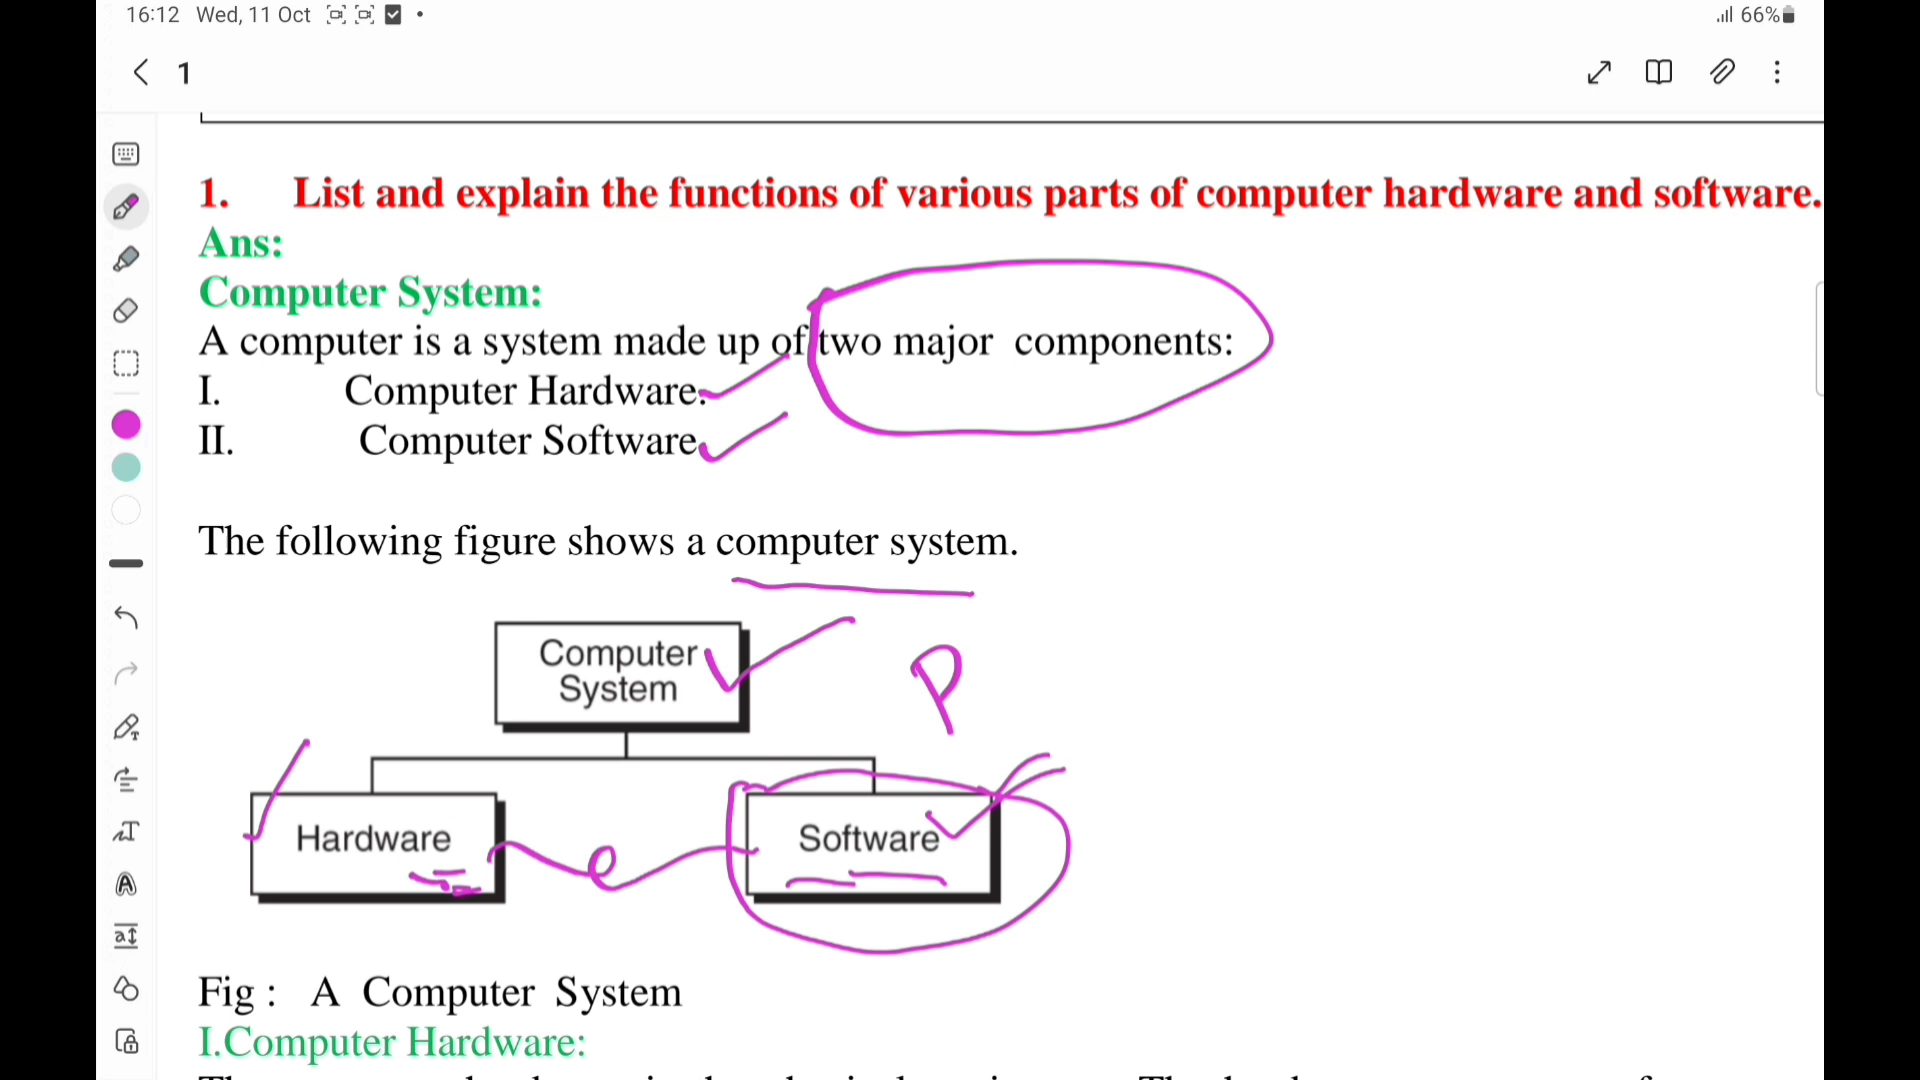 16:12 Wed, 11 Oct
66%
1
1. List and explain the functions of various parts of computer hardware and software.
Ans:
Computer System:
A computer is a system made up of two major components:
I. Computer Hardware.
II. Computer Software.
The following figure shows a computer system.
Computer
System
P
Hardware
Software
Fig : A Computer System
I.Computer Hardware: